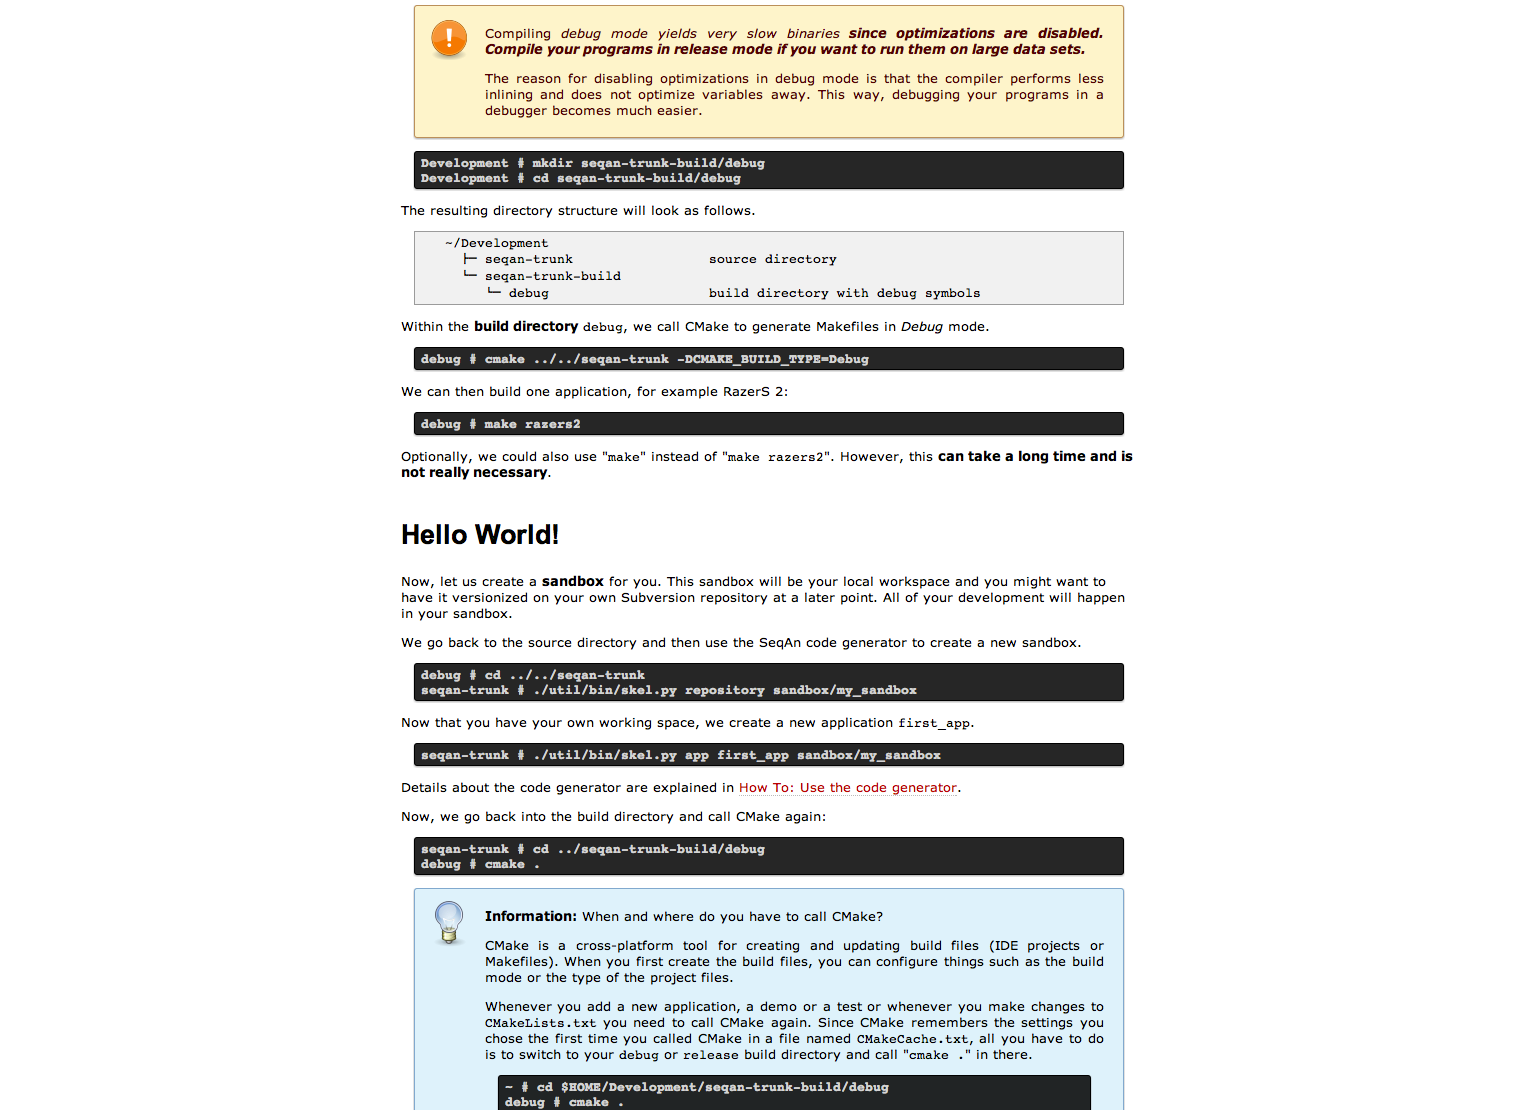 Compiling debug mode yields very slow binaries since optimizations are disabled.
Compile your programs in release mode if you want to run them on large data sets.
The reason for disabling optimizations in debug mode is that the compiler performs less
inlining and does not optimize variables away. This way, debugging your programs in a
debugger becomes much easier.
Development # mkdir seqan-trunk-build/debug
Development # cd seqan-trunk-build/debug
The resulting directory structure will look as follows.
~/Development
├─ seqan-trunk source directory
└─ seqan-trunk-build
└─ debug build directory with debug symbols
Within the build directory debug, we call CMake to generate Makefiles in Debug mode.
debug # cmake ../../seqan-trunk -DCMAKE_BUILD_TYPE=Debug
We can then build one application, for example RazerS 2:
debug # make razers2
Optionally, we could also use "make" instead of "make razers2". However, this can take a long time and is
not really necessary.
Hello World!
Now, let us create a sandbox for you. This sandbox will be your local workspace and you might want to
have it versionized on your own Subversion repository at a later point. All of your development will happen
in your sandbox.
We go back to the source directory and then use the SeqAn code generator to create a new sandbox.
debug # cd ../../seqan-trunk
seqan-trunk # ./util/bin/skel.py repository sandbox/my_sandbox
Now that you have your own working space, we create a new application first_app.
seqan-trunk # ./util/bin/skel.py app first_app sandbox/my_sandbox
Details about the code generator are explained in How To: Use the code generator.
Now, we go back into the build directory and call CMake again:
seqan-trunk # cd ../seqan-trunk-build/debug
debug # cmake .
Information: When and where do you have to call CMake?
CMake is a cross-platform tool for creating and updating build files (IDE projects or
Makefiles). When you first create the build files, you can configure things such as the build
mode or the type of the project files.
Whenever you add a new application, a demo or a test or whenever you make changes to
CMakeLists.txt you need to call CMake again. Since CMake remembers the settings you
chose the first time you called CMake in a file named CMakeCache.txt, all you have to do
is to switch to your debug or release build directory and call "cmake ." in there.
~ # cd $HOME/Development/seqan-trunk-build/debug
debug # cmake .